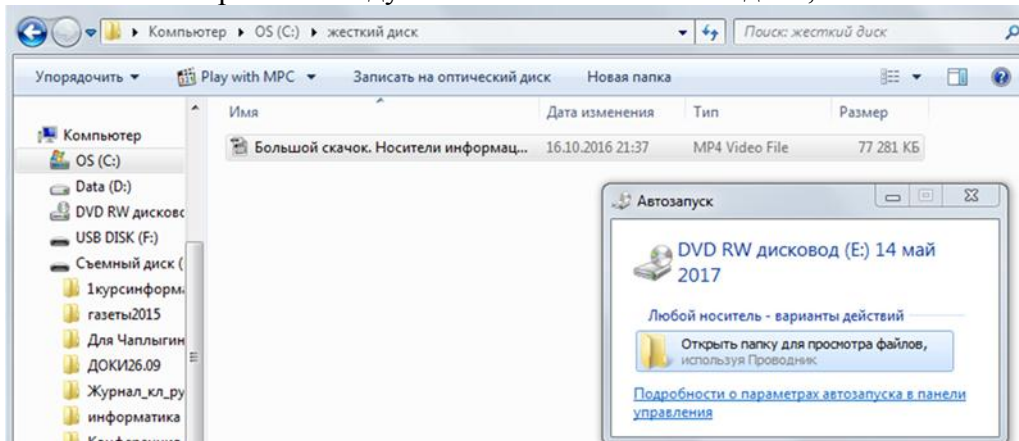 Компьютер ▸ OS (C:) ▸ жесткий диск
Поиск: жесткий диск
Упорядочить Play with MPC Записать на оптический диск Новая папка
Имя Дата изменения Тип Размер
Большой скачок. Носители информац... 16.10.2016 21:37 MP4 Video File 77 281 КБ
Компьютер
OS (C:)
Data (D:)
DVD RW дисково
USB DISK (F:)
Съемный диск (
1курсинформ
газеты2015
Для Чаплыгин
ДОКИ26.09
Журнал_кл_ру
информатика
Автозапуск
DVD RW дисковод (E:) 14 май
2017
Любой носитель - варианты действий
Открыть папку для просмотра файлов,
используя Проводник
Подробности о параметрах автозапуска в панели
управления